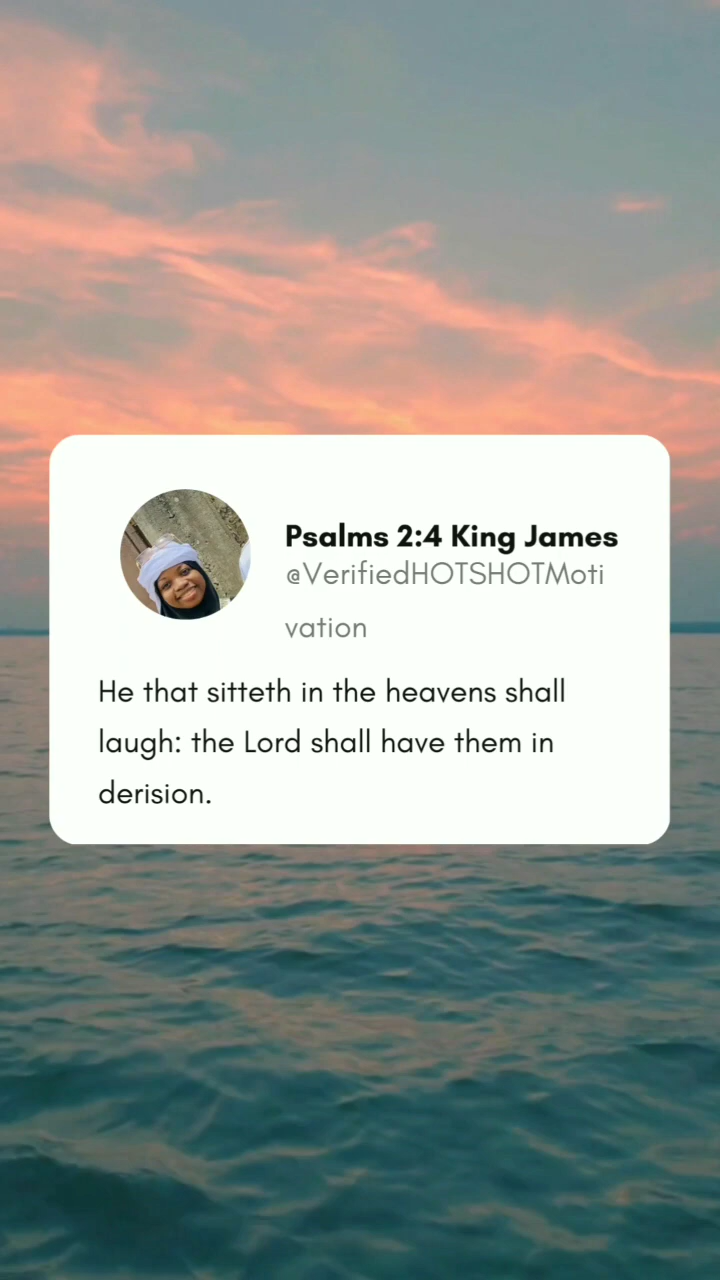 Psalms 2:4 King James
@VerifiedHOTSHOTMoti
vation
He that sitteth in the heavens shall
laugh: the Lord shall have them in
derision.